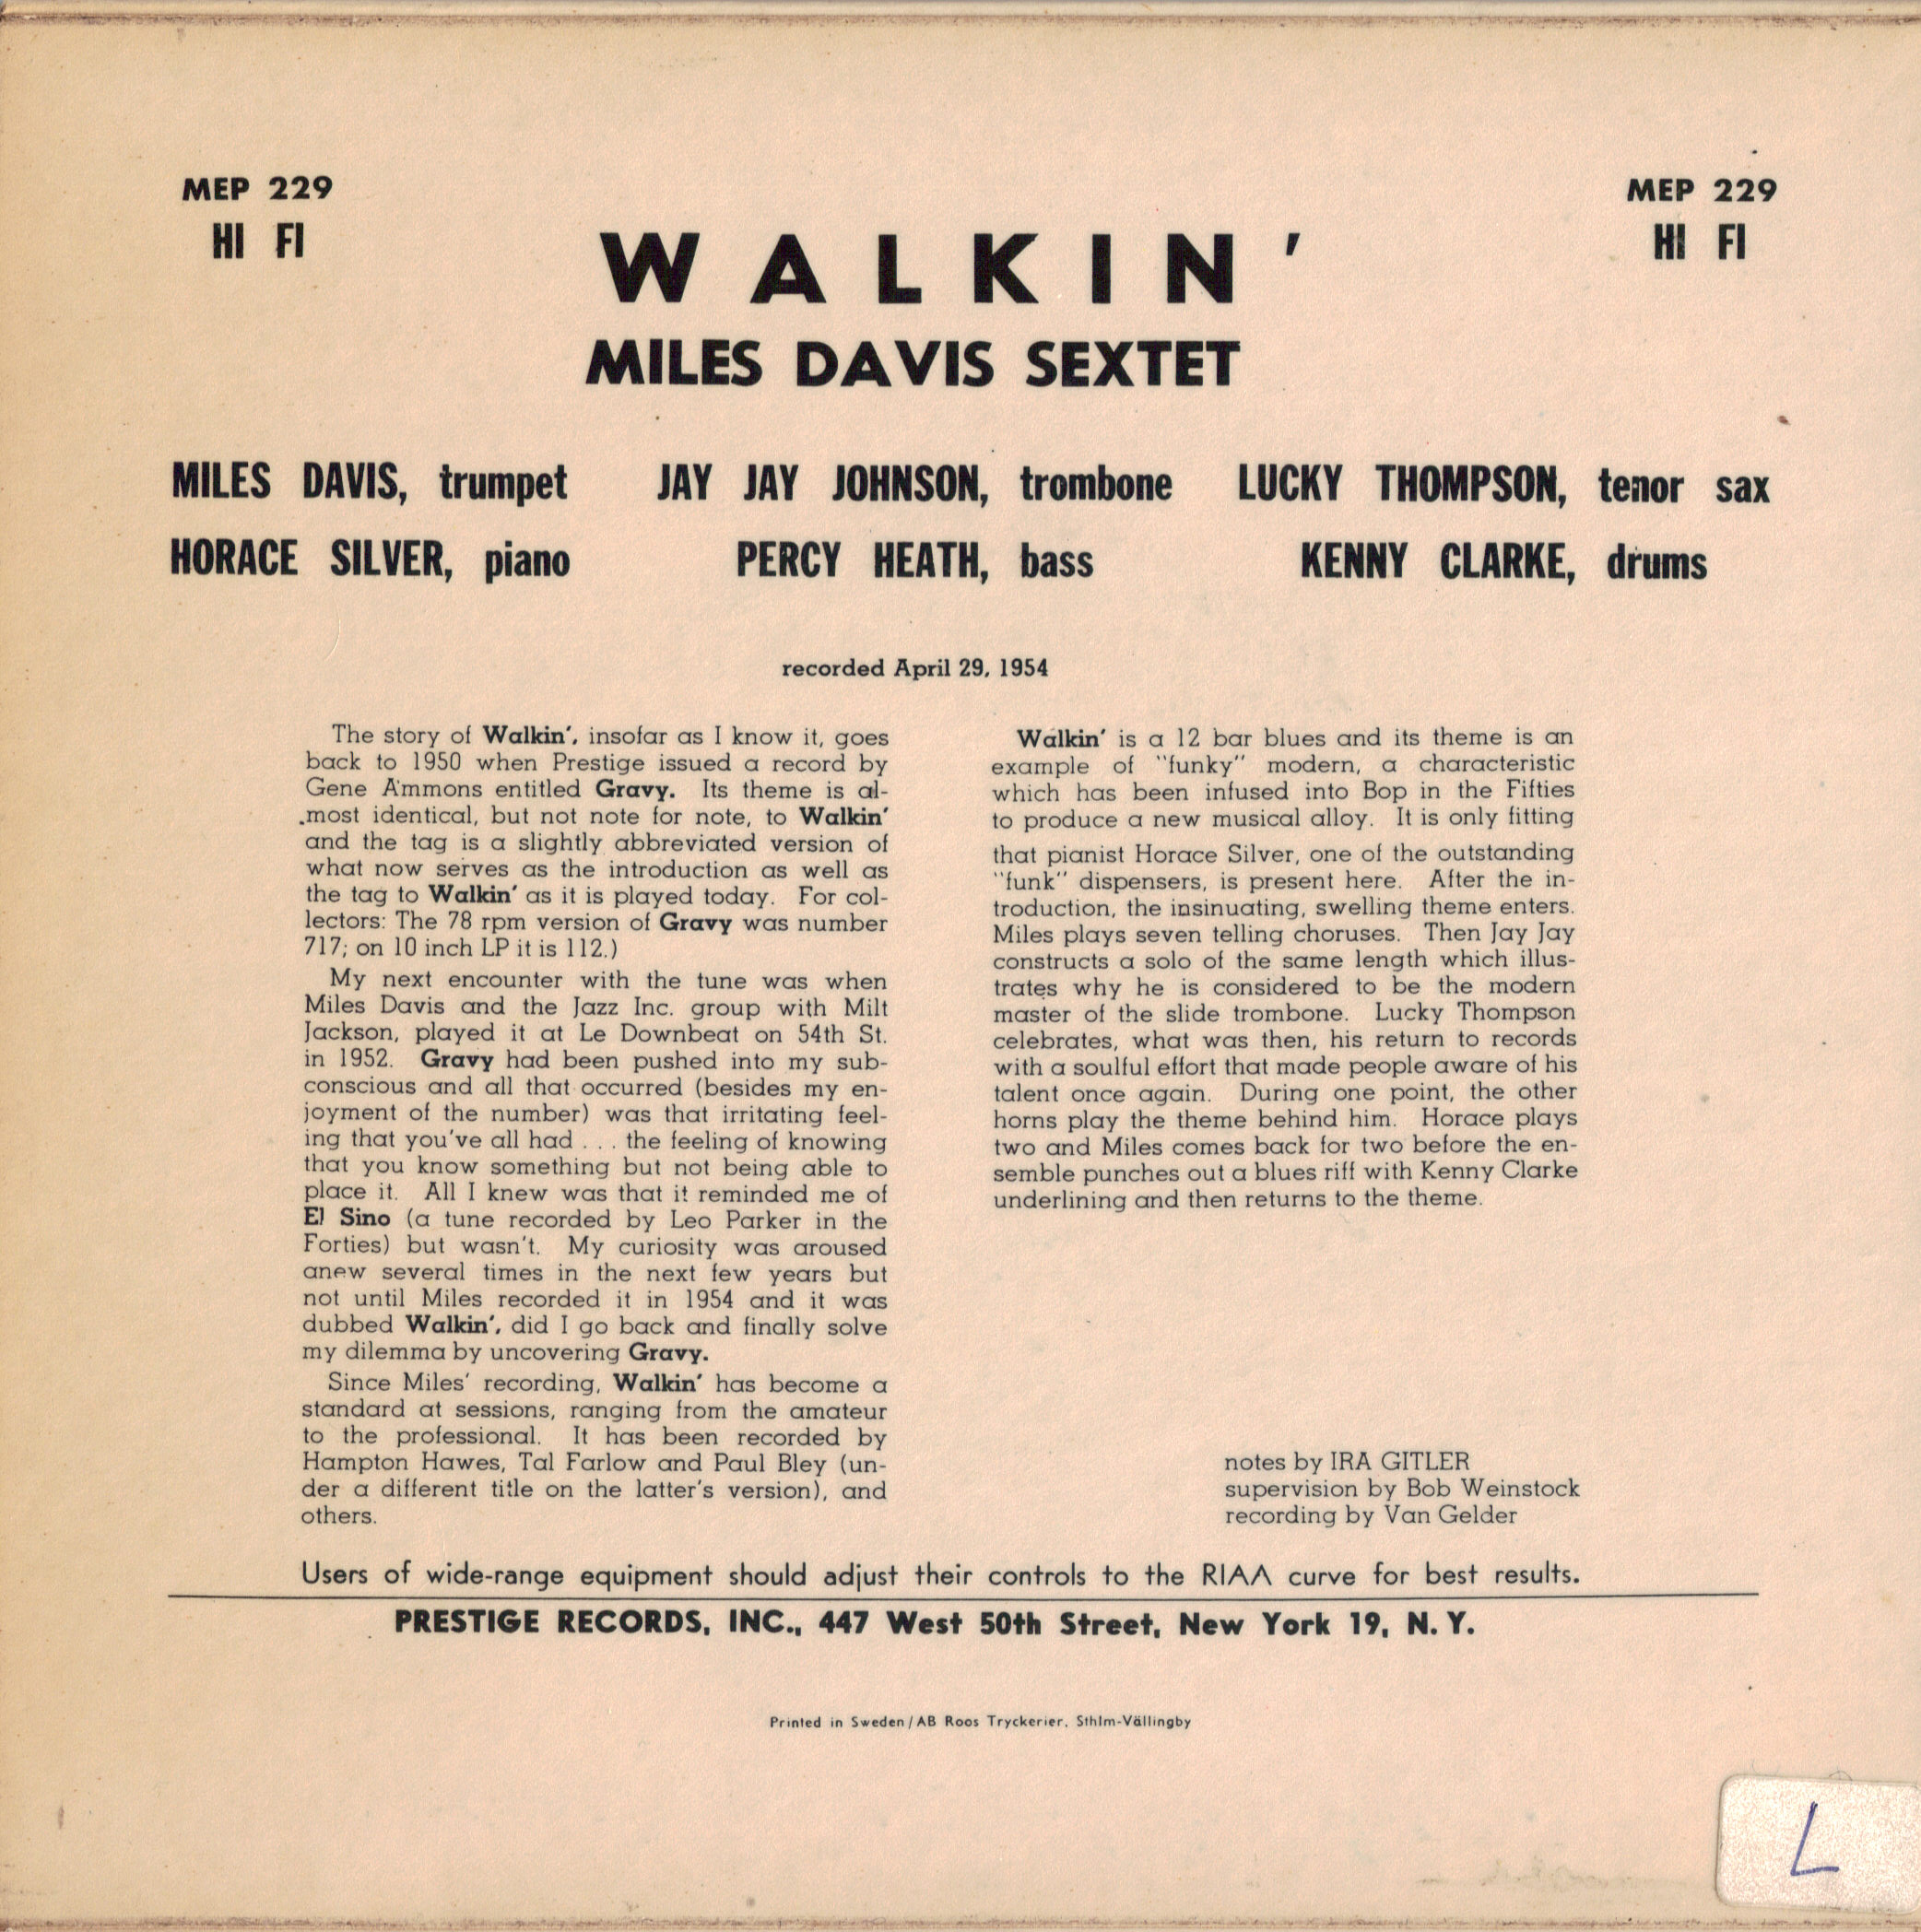 MEP 229
HI FI
MEP 229
HI FI
WALKIN'
MILES DAVIS SEXTET
MILES DAVIS, trumpet JAY JAY JOHNSON, trombone LUCKY THOMPSON, tenor sax
HORACE SILVER, piano PERCY HEATH, bass KENNY CLARKE, drums
recorded April 29, 1954
The story of Walkin', insofar as I know it, goes
back to 1950 when Prestige issued a record by
Gene Ammons entitled Gravy. Its theme is al-
most identical, but not note for note, to Walkin'
and the tag is a slightly abbreviated version of
what now serves as the introduction as well as
the tag to Walkin' as it is played today. For col-
lectors: The 78 rpm version of Gravy was number
717; on 10 inch LP it is 112.)
My next encounter with the tune was when
Miles Davis and the Jazz Inc. group with Milt
Jackson, played it at Le Downbeat on 54th St.
in 1952. Gravy had been pushed into my sub-
conscious and all that occurred (besides my en-
joyment of the number) was that irritating feel-
ing that you've all had . . . the feeling of knowing
that you know something but not being able to
place it. All I knew was that it reminded me of
El Sino (a tune recorded by Leo Parker in the
Forties) but wasn't. My curiosity was aroused
anew several times in the next few years but
not until Miles recorded it in 1954 and it was
dubbed Walkin', did I go back and finally solve
my dilemma by uncovering Gravy.
Since Miles' recording, Walkin' has become a
standard at sessions, ranging from the amateur
to the professional. It has been recorded by
Hampton Hawes, Tal Farlow and Paul Bley (un-
der a different title on the latter's version), and
others.
Walkin' is a 12 bar blues and its theme is an
example of "funky" modern, a characteristic
which has been infused into Bop in the Fifties
to produce a new musical alloy. It is only fitting
that pianist Horace Silver, one of the outstanding
"funk" dispensers, is present here. After the in-
troduction, the insinuating, swelling theme enters.
Miles plays seven telling choruses. Then Jay Jay
constructs a solo of the same length which illus-
trates why he is considered to be the modern
master of the slide trombone. Lucky Thompson
celebrates, what was then, his return to records
with a soulful effort that made people aware of his
talent once again. During one point, the other
horns play the theme behind him. Horace plays
two and Miles comes back for two before the en-
semble punches out a blues riff with Kenny Clarke
underlining and then returns to the theme.
notes by IRA GITLER
supervision by Bob Weinstock
recording by Van Gelder
Users of wide-range equipment should adjust their controls to the RIAA curve for best results.
PRESTIGE RECORDS, INC., 447 West 50th Street, New York 19, N.Y.
Printed in Sweden/AB Roos Tryckerier, Sthlm-Vällingby
L